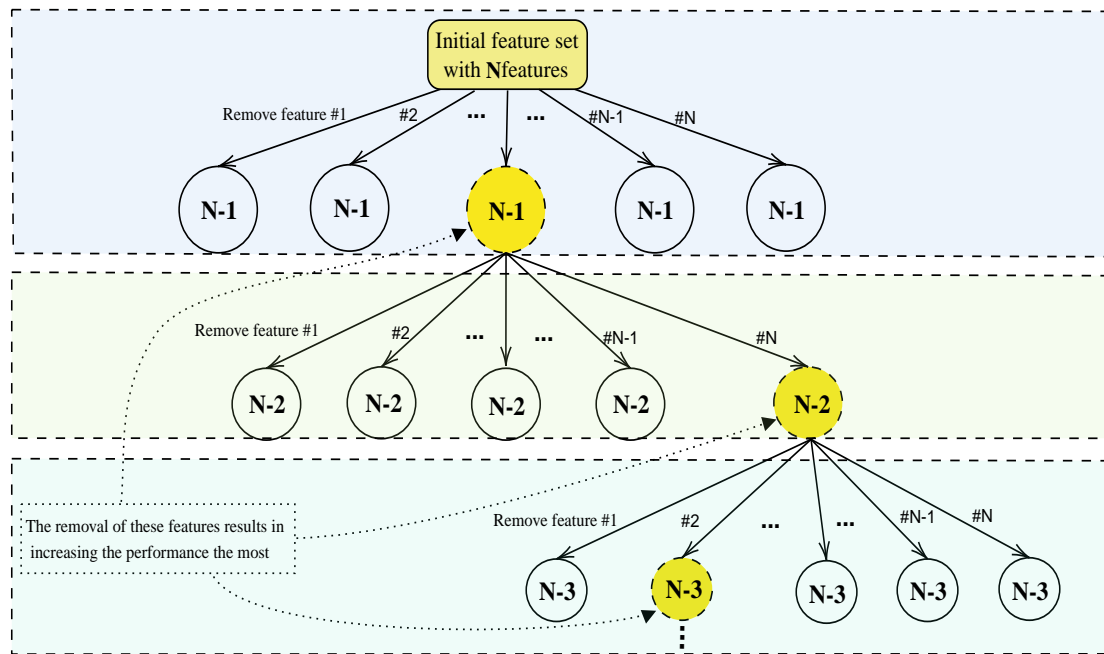 Initial feature set
with Nfeatures
Remove feature #1
#2
...
...
#N-1
#N
N-1
N-1
N-1
N-1
N-1
Remove feature #1
#2
...
...
#N-1
#N
N-2
N-2
N-2
N-2
N-2
The removal of these features results in
increasing the performance the most
Remove feature #1
#2
...
...
#N-1
#N
N-3
N-3
N-3
N-3
N-3
...